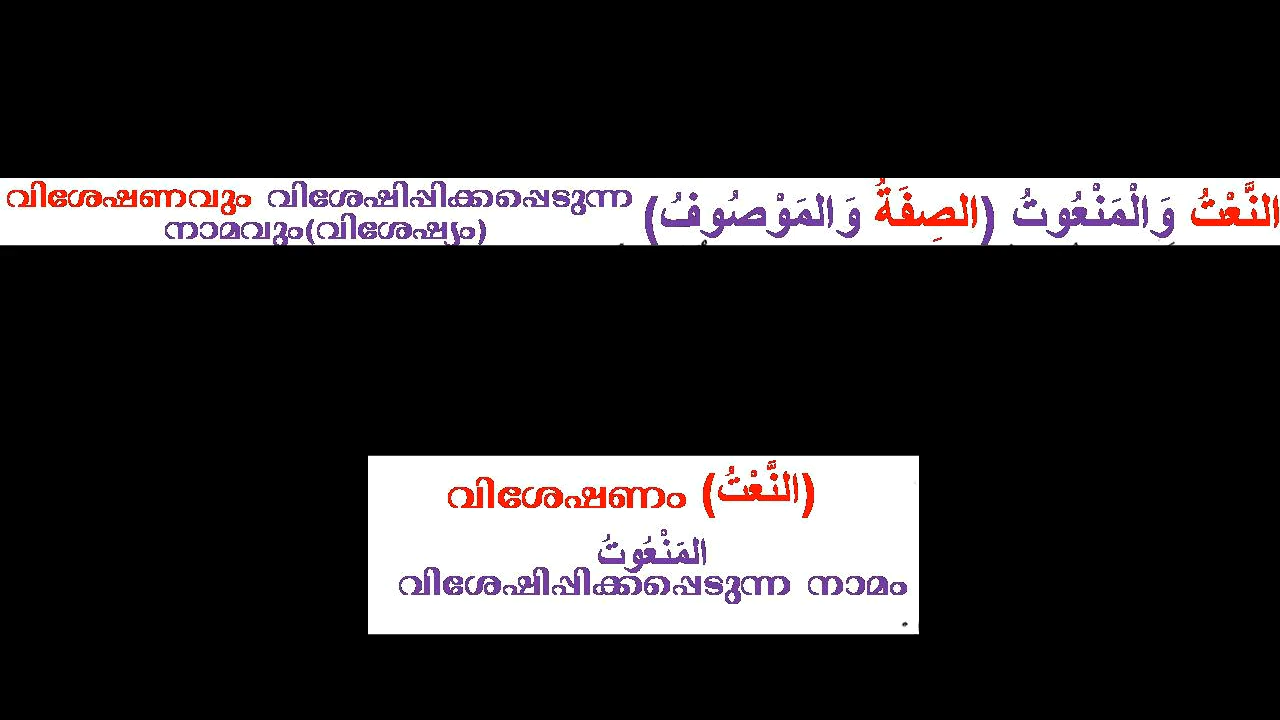 വിശേഷണവും വിശേഷിപ്പിക്കപ്പെടുന്ന
നാമവും(വിശേഷ്യം)
النَّعْتُ وَالْمَنْعُوتُ (الصِفَةُ وَالمَوْصُوفُ)
വിശേഷണം (النَّعْتُ)
المَنْعُوتُ
വിശേഷിപ്പിക്കപ്പെടുന്ന നാമം